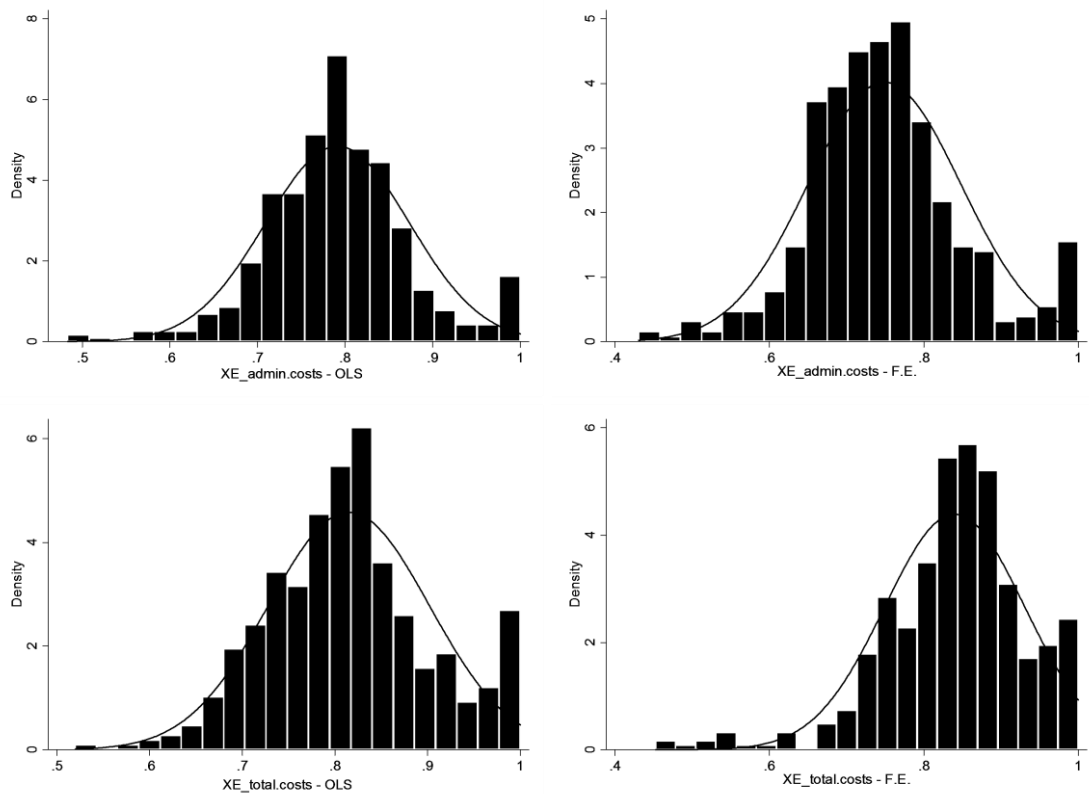 8
6
4
2
0
Density
.5 .6 .7 .8 .9 1
XE_admin.costs - OLS
5
4
3
2
1
0
Density
.6 .8 1
XE_admin.costs - F.E.
6
4
2
0
Density
.5 .6 .7 .8 .9 1
XE_total.costs - OLS
6
4
2
0
Density
.4 .6 .8 1
XE_total.costs - F.E.